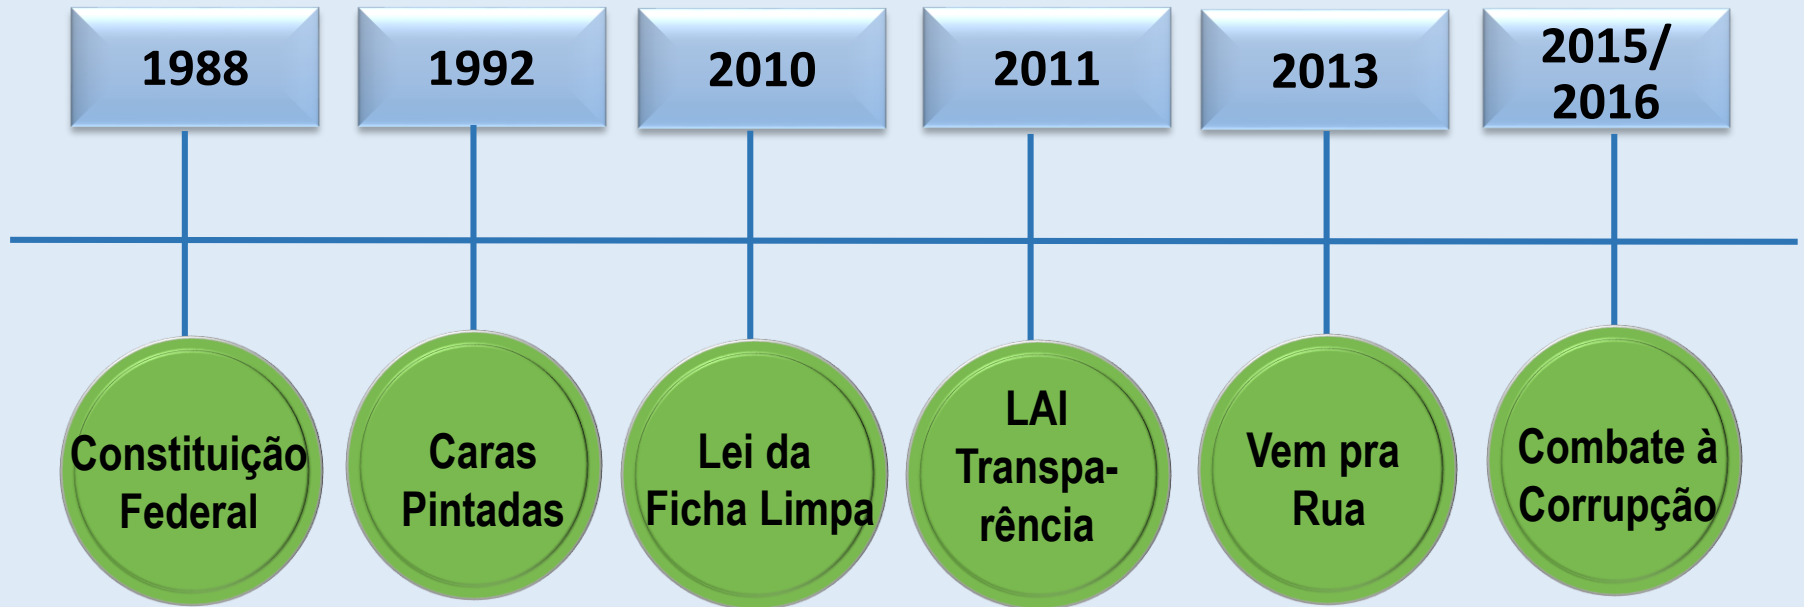 1988
1992
2010
2011
2013
2015/
2016
Constituição
Federal
Caras
Pintadas
Lei da
Ficha Limpa
LAI
Transpa-
rência
Vem pra
Rua
Combate à
Corrupção